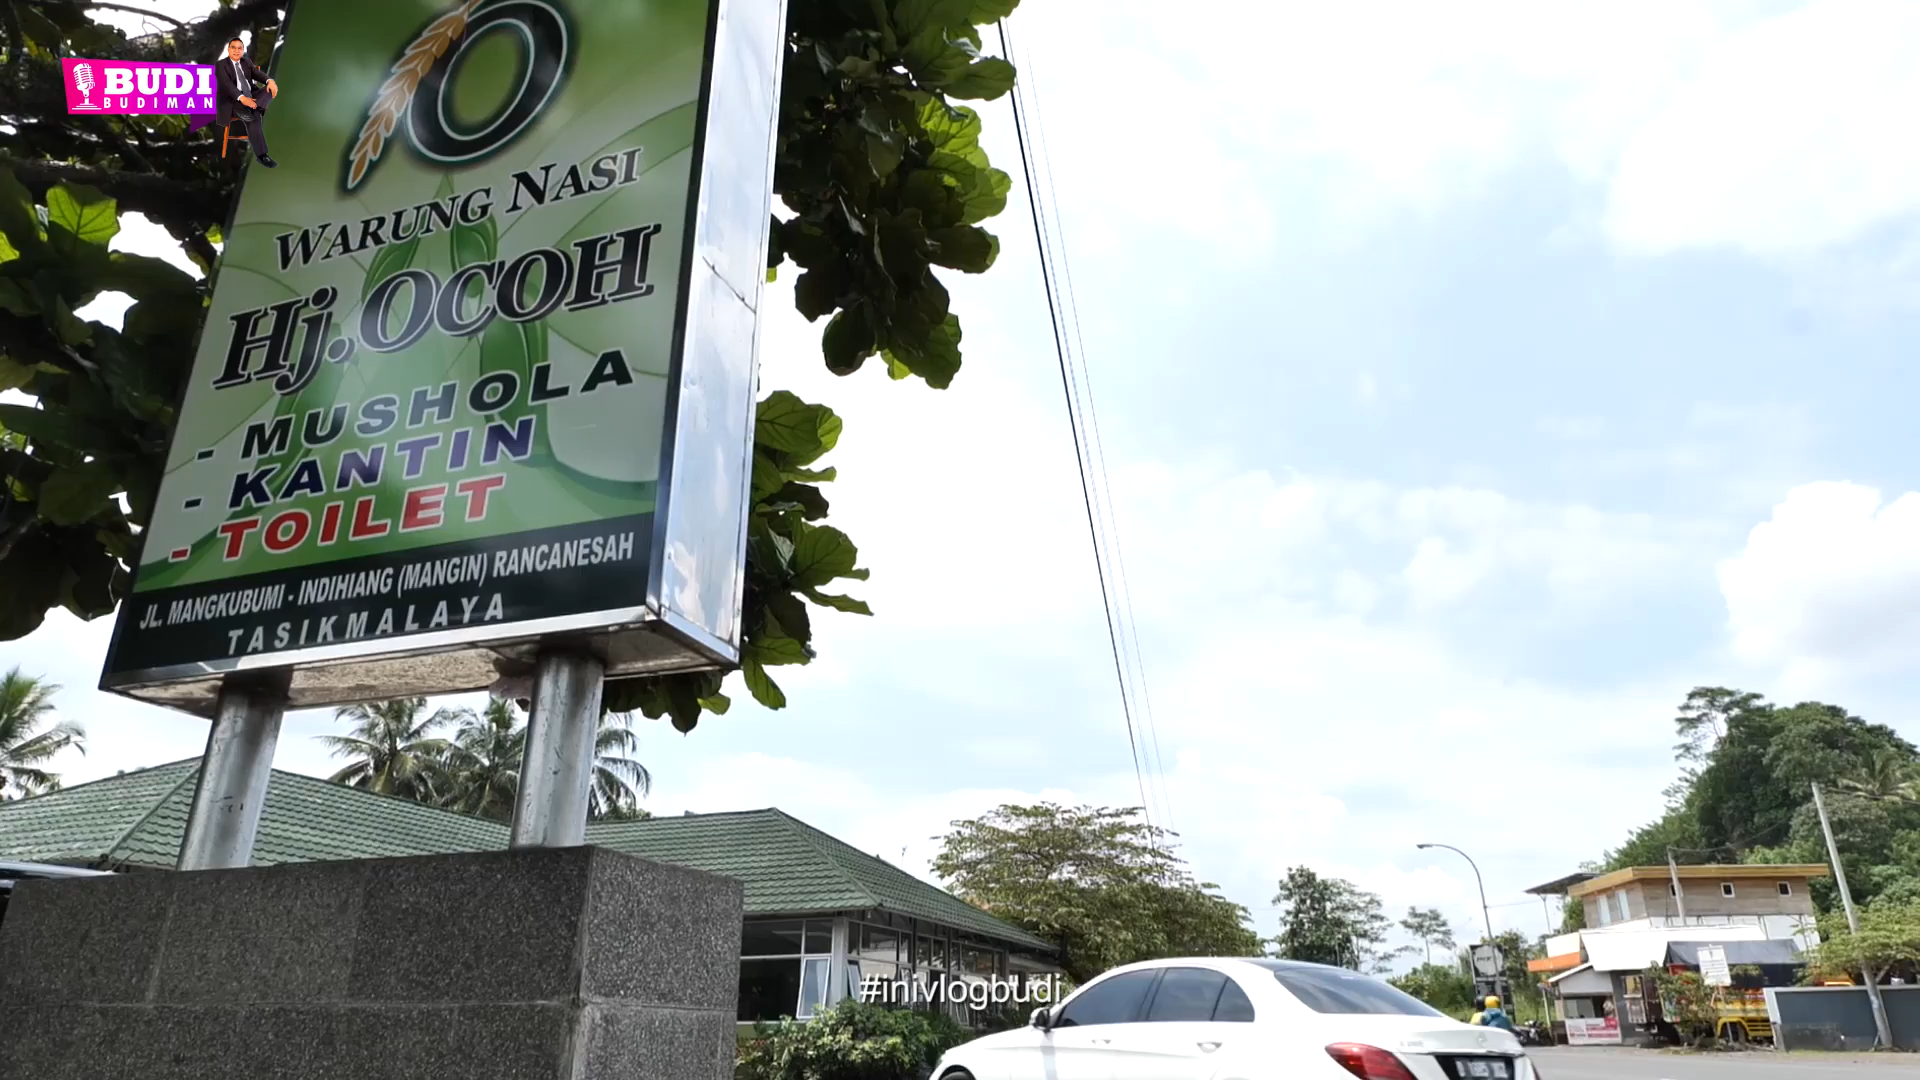 BUDI
BUDIMAN
WARUNG NASI
Hj. OCOH
- MUSHOLA
- KANTIN
- TOILET
JL. MANGKUBUMI - INDIHIANG (MANGIN) RANCANESAH
TASIKMALAYA
#inivlogbudi